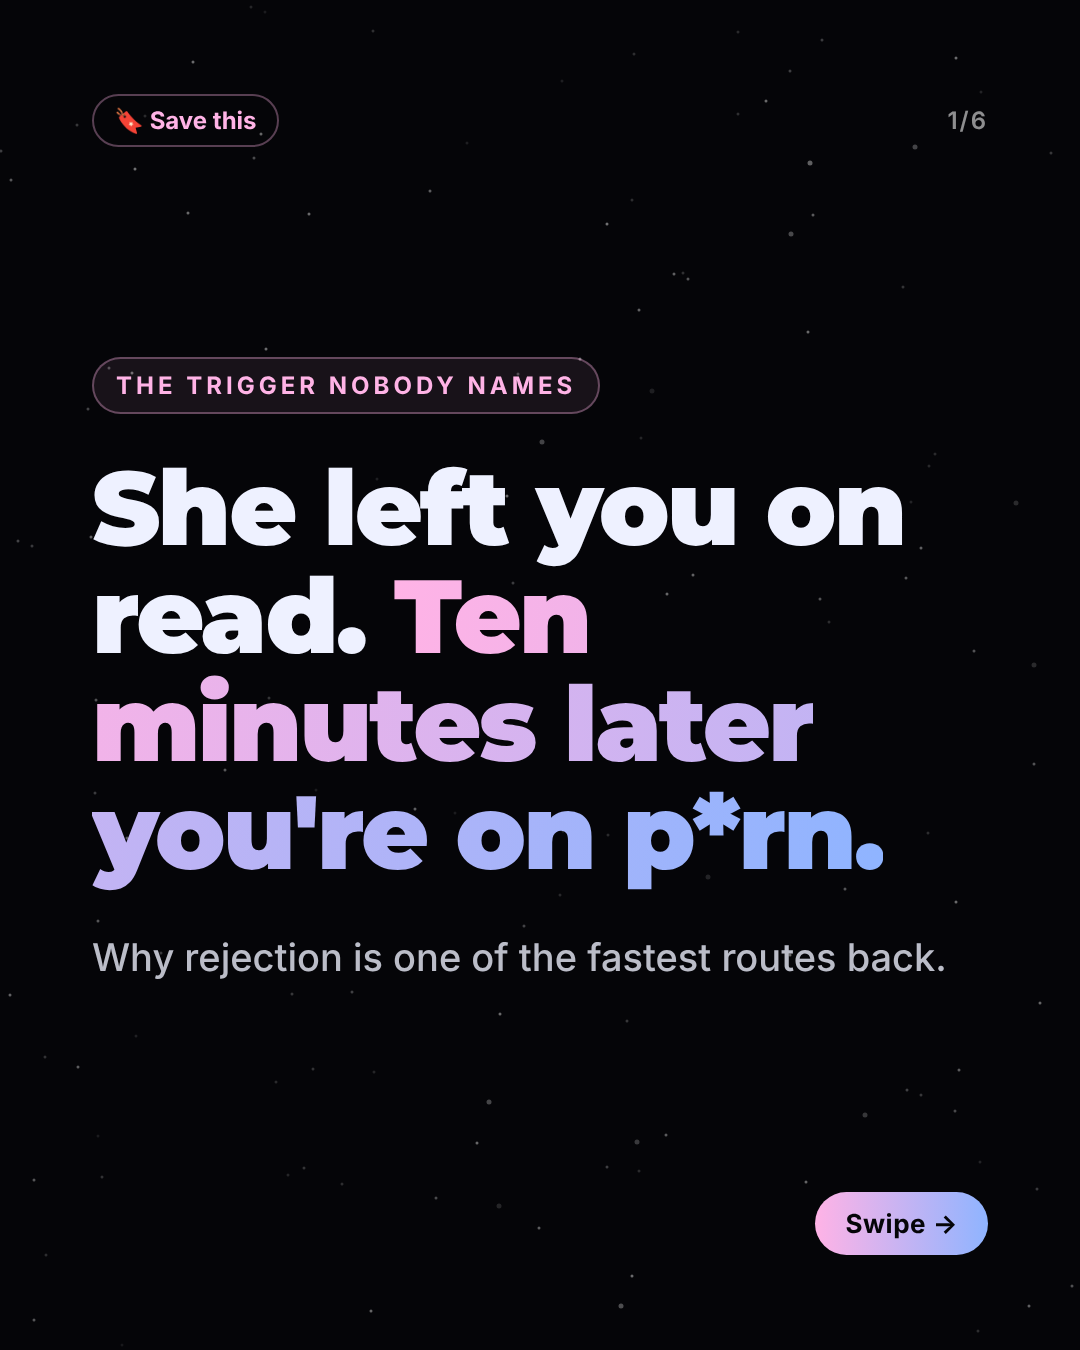 🔖 Save this
1/6
THE TRIGGER NOBODY NAMES
She left you on
read. Ten
minutes later
you're on p*rn.
Why rejection is one of the fastest routes back.
Swipe →